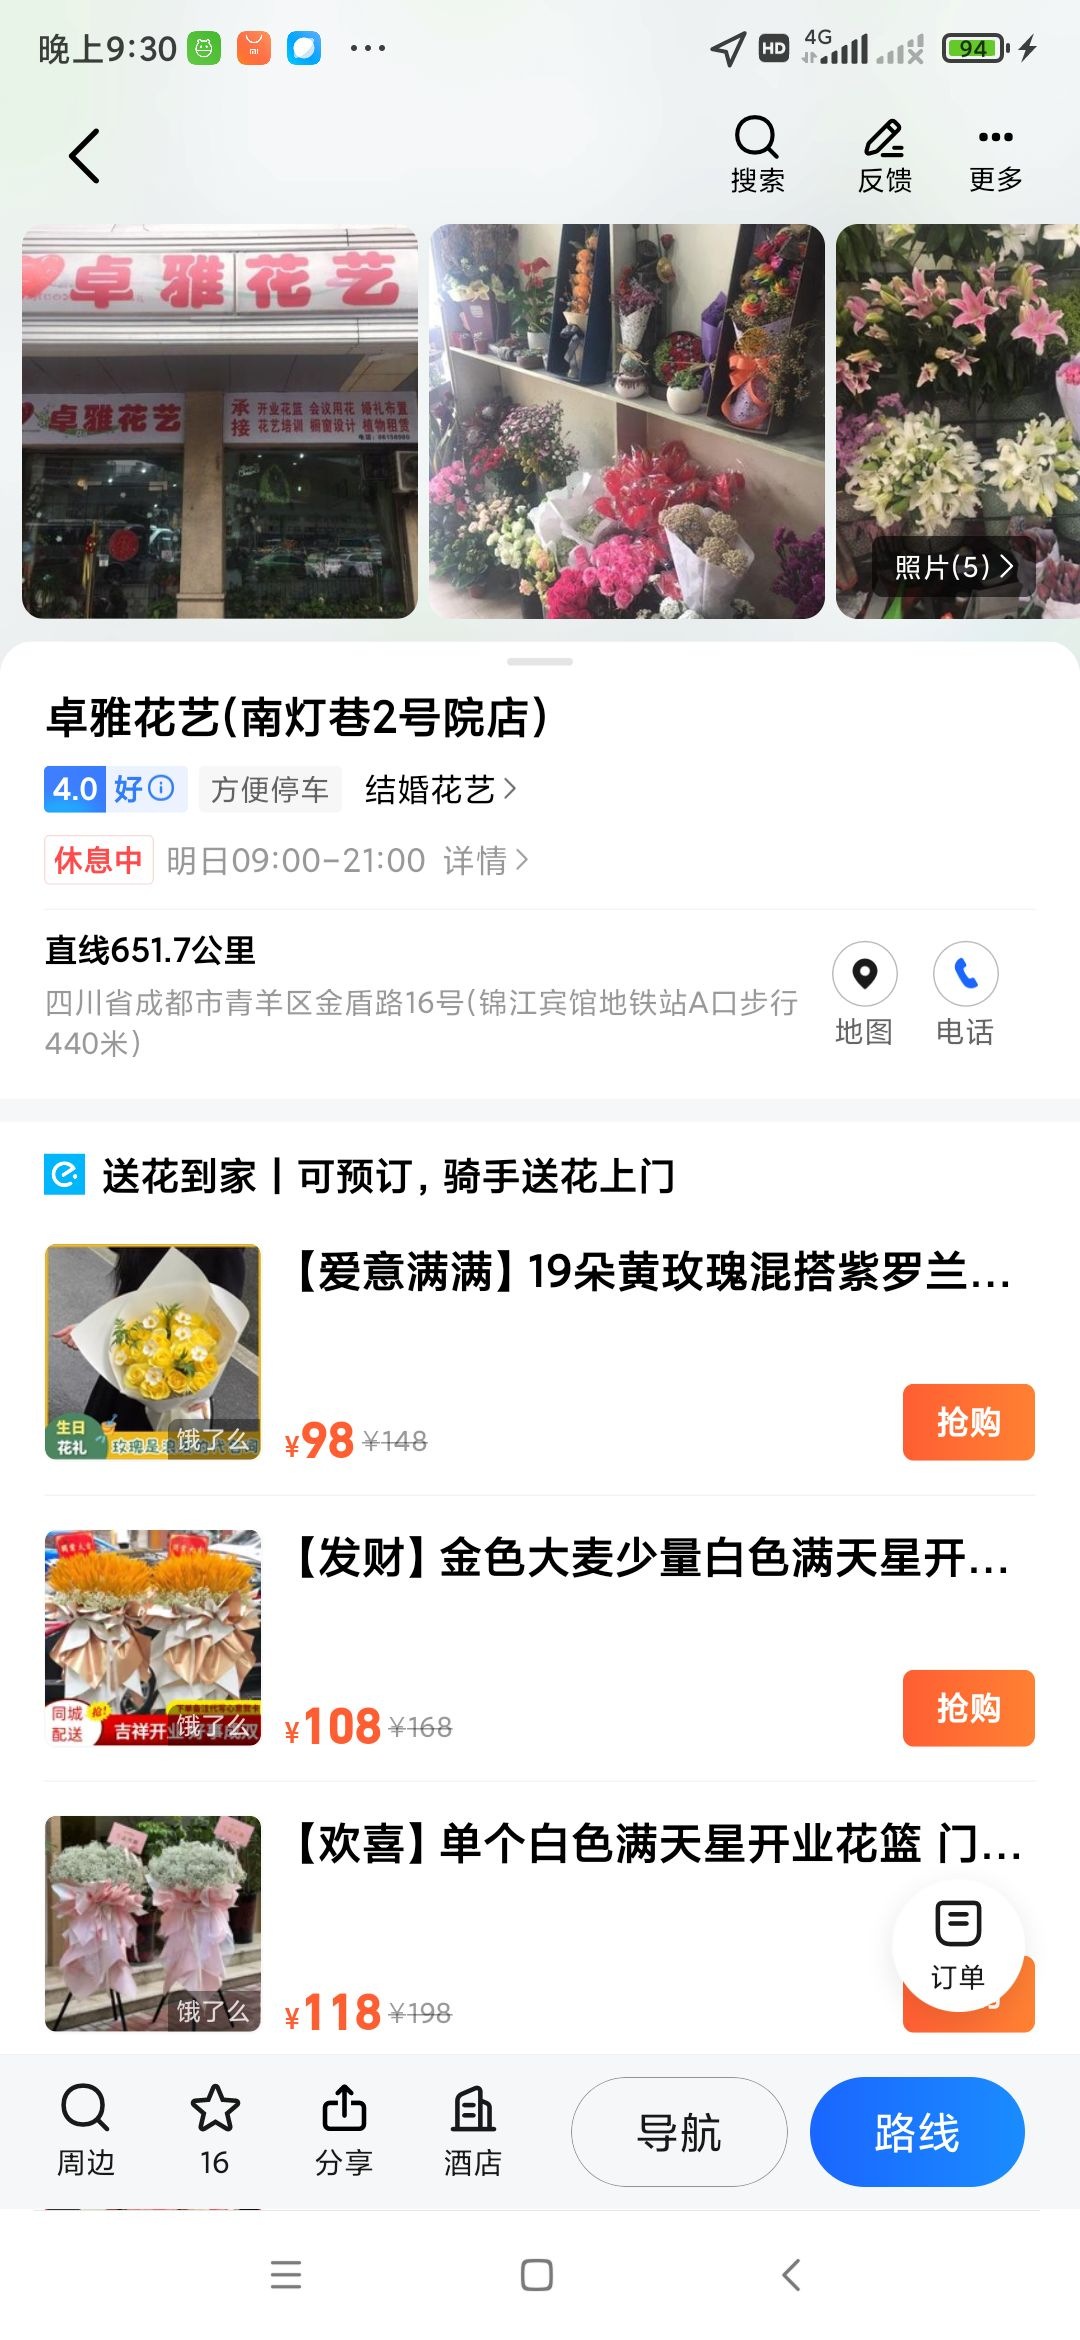 晚上9:30
HD
4G
94
搜索
反馈
更多
卓雅花艺
卓雅花艺
承接
开业花篮 会议用花 婚礼布置
花艺培训 橱窗设计 植物租赁
照片(5)
卓雅花艺(南灯巷2号院店)
4.0 好
方便停车
结婚花艺
休息中
明日09:00-21:00
详情
直线651.7公里
四川省成都市青羊区金盾路16号(锦江宾馆地铁站A口步行
440米)
地图
电话
送花到家 | 可预订，骑手送花上门
【爱意满满】19朵黄玫瑰混搭紫罗兰...
生日
花礼
饿了么
¥98 ¥148
抢购
【发财】金色大麦少量白色满天星开...
同城
配送
抢!
饿了么
¥108 ¥168
抢购
【欢喜】单个白色满天星开业花篮 门...
饿了么
¥118 ¥198
订单
周边
16
分享
酒店
导航
路线